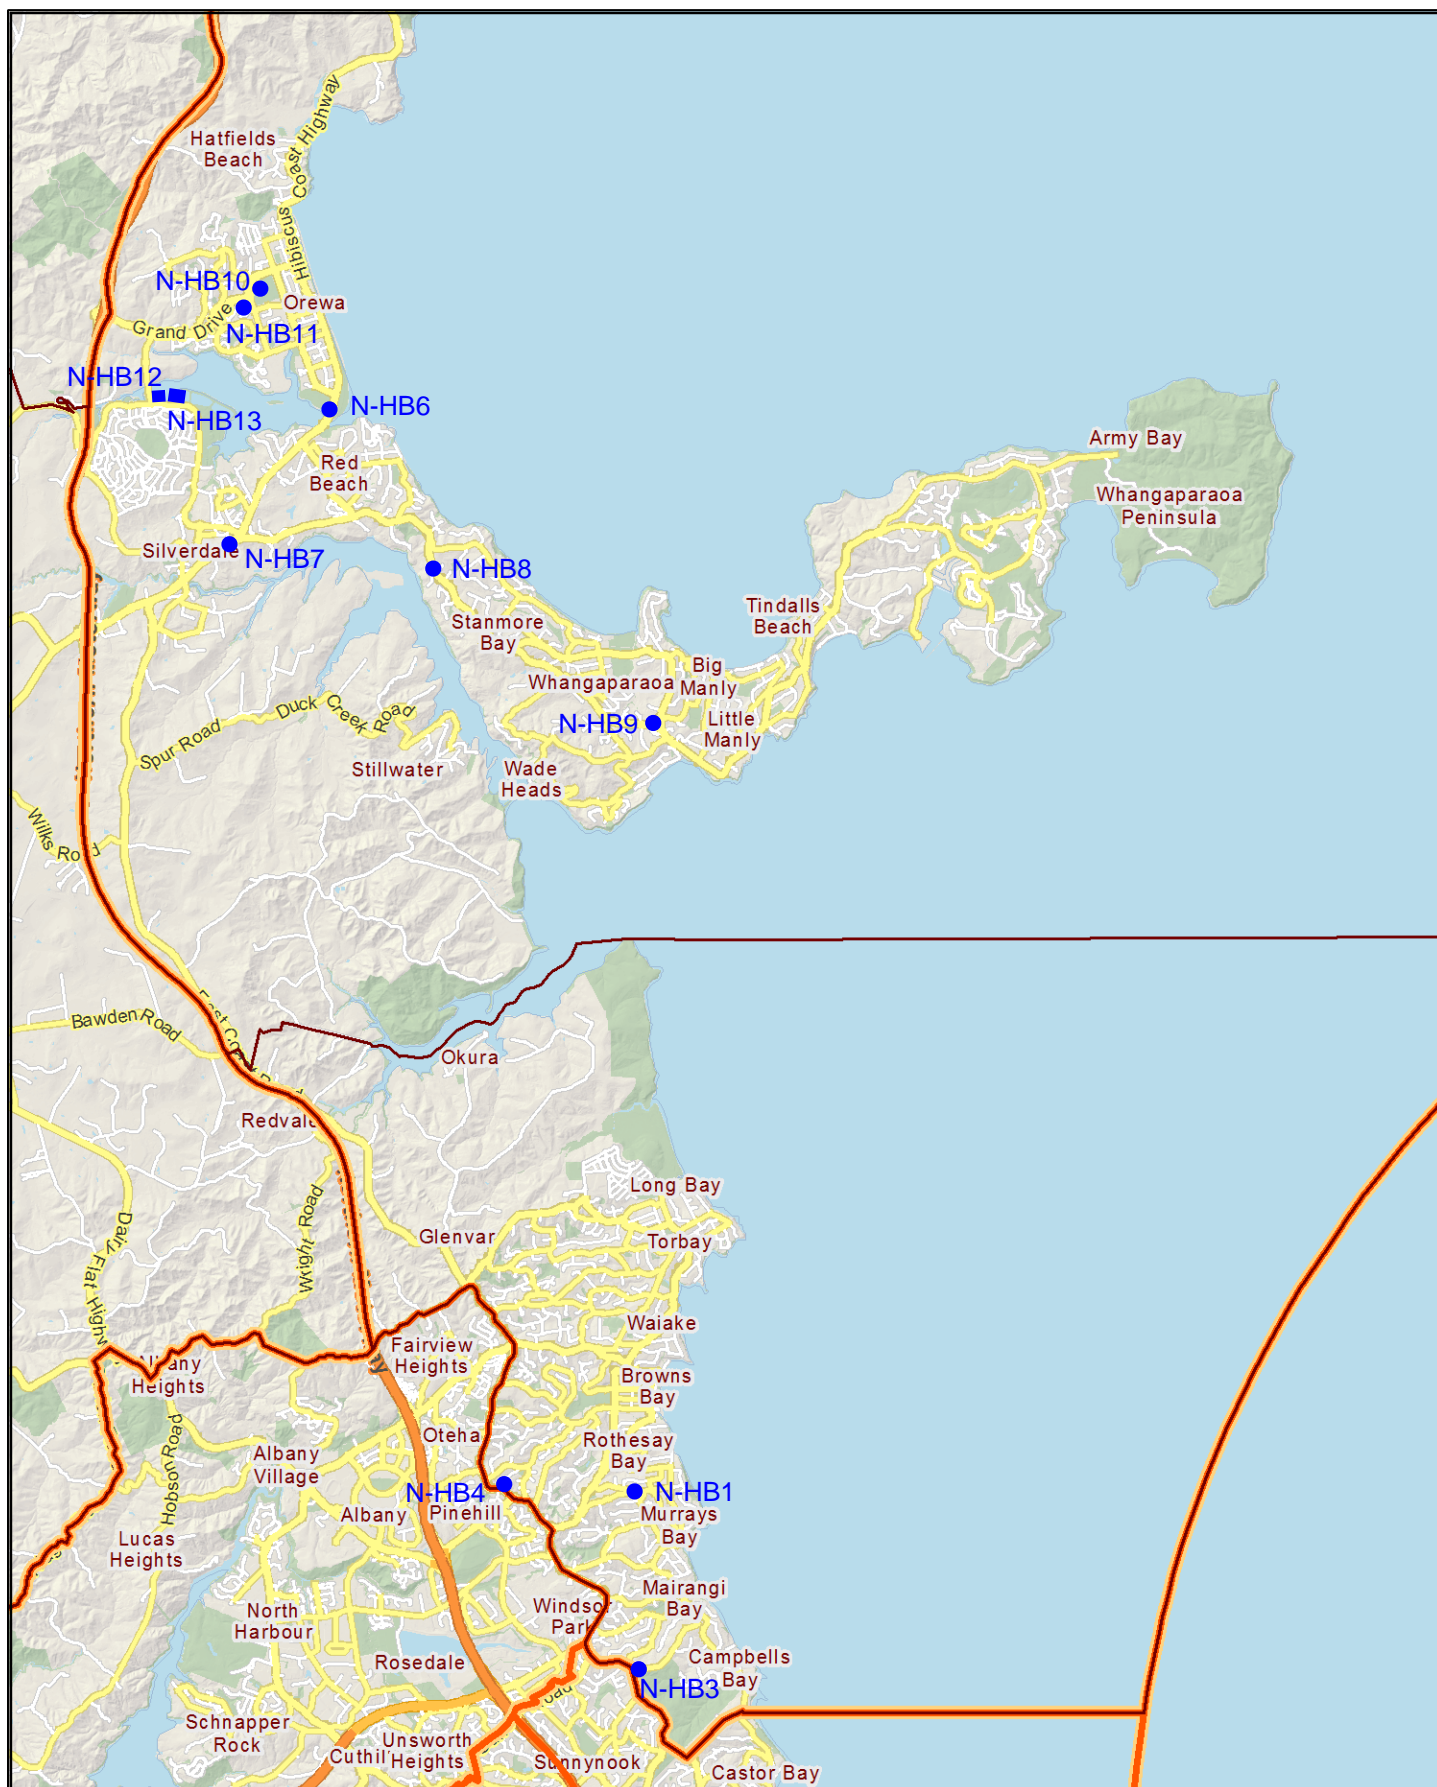 Hatfields
Beach
Hibiscus Coast Highway
N-HB10
Orewa
Grand Drive
N-HB11
N-HB12
N-HB13
N-HB6
Red
Beach
Army Bay
Whangaparaoa
Peninsula
Silverdale
N-HB7
N-HB8
Stanmore
Bay
Tindalls
Beach
Big
Manly
Whangaparaoa
N-HB9
Little
Manly
Duck Creek Road
Spur Road
Stillwater
Wade
Heads
Wilks Road
Bawden Road
Okura
Redvale
Long Bay
Wright Road
Glenvar
Torbay
Dairy Flat Highw
Waiake
Fairview
Heights
Albany
Heights
Browns
Bay
Oteha
Rothesay
Bay
Albany
Village
Hobson Road
N-HB4
N-HB1
Albany
Pinehill
Murrays
Bay
Lucas
Heights
Mairangi
Bay
Windsor
Park
North
Harbour
Rosedale
Campbells
Bay
N-HB3
Schnapper
Rock
Unsworth
Heights
Cuthil
Sunnynook
Castor Bay